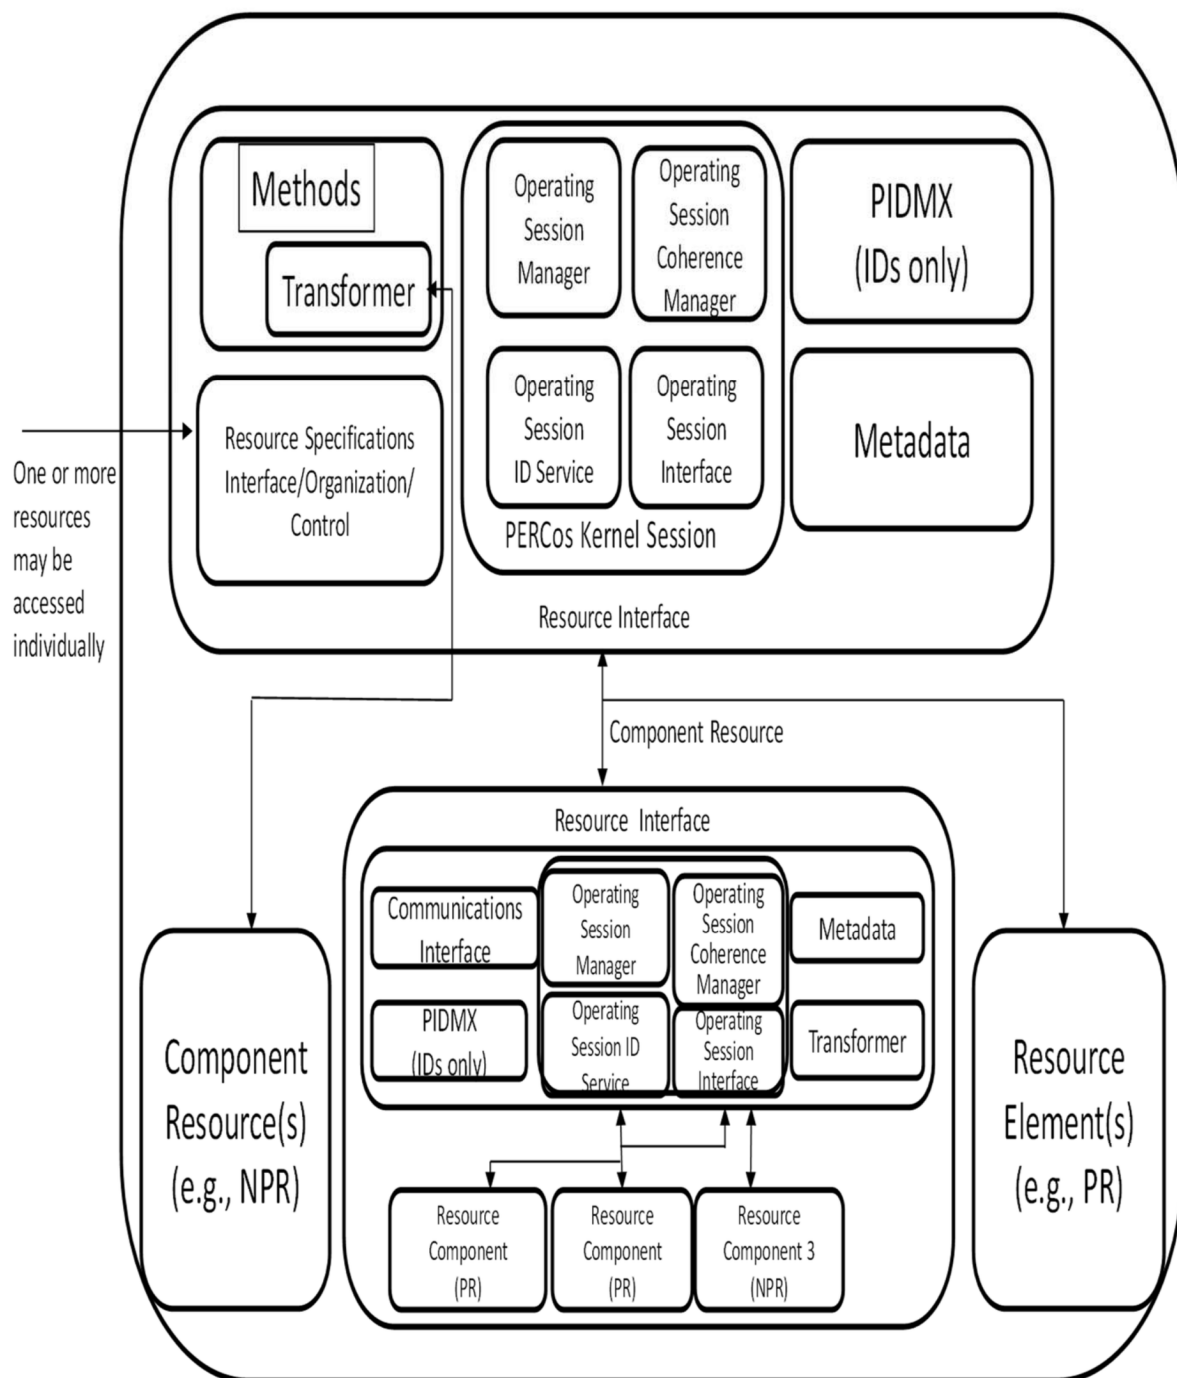 Methods
Transformer
Operating
Session
Manager
Operating
Session
Coherence
Manager
PIDMX
(IDs only)
Resource Specifications
Interface/Organization/
Control
Operating
Session
ID Service
Operating
Session
Interface
Metadata
PERCos Kernel Session
Resource Interface
One or more
resources
may be
accessed
individually
Component Resource
Resource Interface
Communications
Interface
Operating
Session
Manager
Operating
Session
Coherence
Manager
Metadata
PIDMX
(IDs only)
Operating
Session ID
Service
Operating
Session
Interface
Transformer
Component
Resource(s)
(e.g., NPR)
Resource
Element(s)
(e.g., PR)
Resource
Component
(PR)
Resource
Component
(PR)
Resource
Component 3
(NPR)